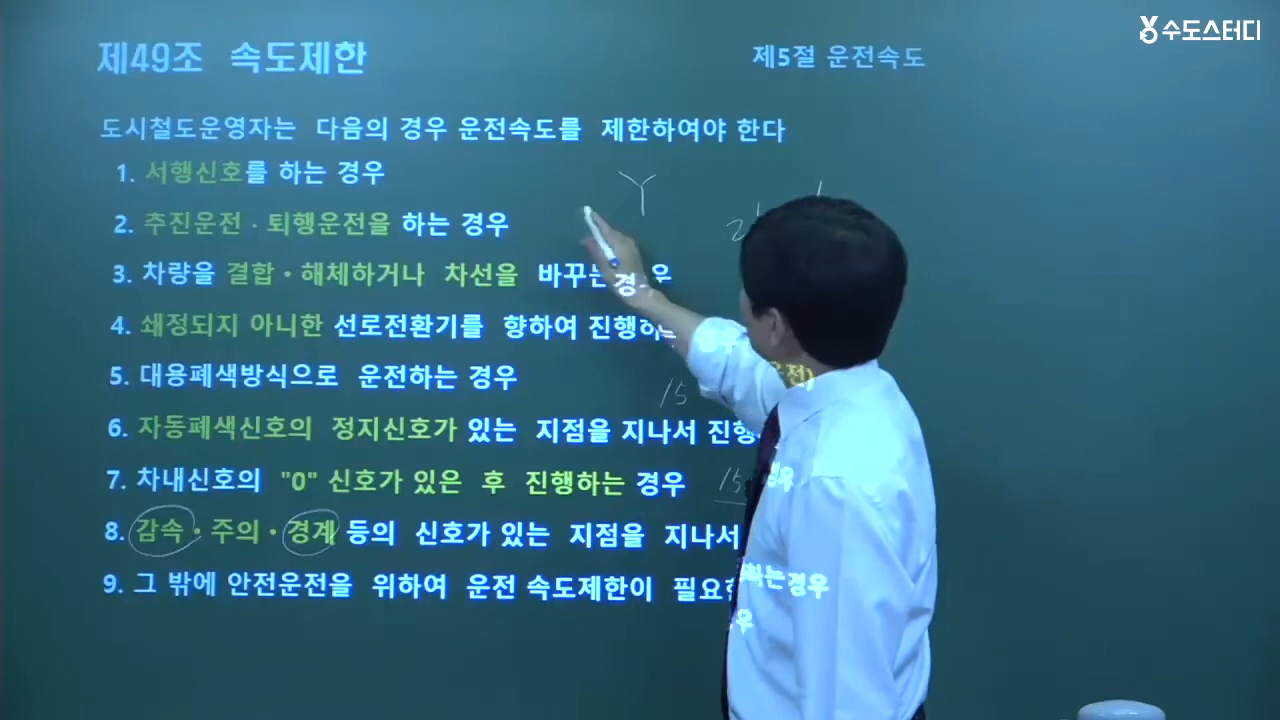 수도스터디
제49조 속도제한
제5절 운전속도
도시철도운영자는 다음의 경우 운전속도를 제한하여야 한다
1. 서행신호를 하는 경우
Y
2. 추진운전·퇴행운전을 하는 경우
3. 차량을 결합·해체하거나 차선을 바꾸는 경우
4. 쇄정되지 아니한 선로전환기를 향하여 진행하는
5. 대용폐색방식으로 운전하는 경우
15
6. 자동폐색신호의 정지신호가 있는 지점을 지나서 진행
7. 차내신호의 "0" 신호가 있은 후 진행하는 경우
15
8. 감속·주의·경계 등의 신호가 있는 지점을 지나서 하는경우
9. 그 밖에 안전운전을 위하여 운전 속도제한이 필요한